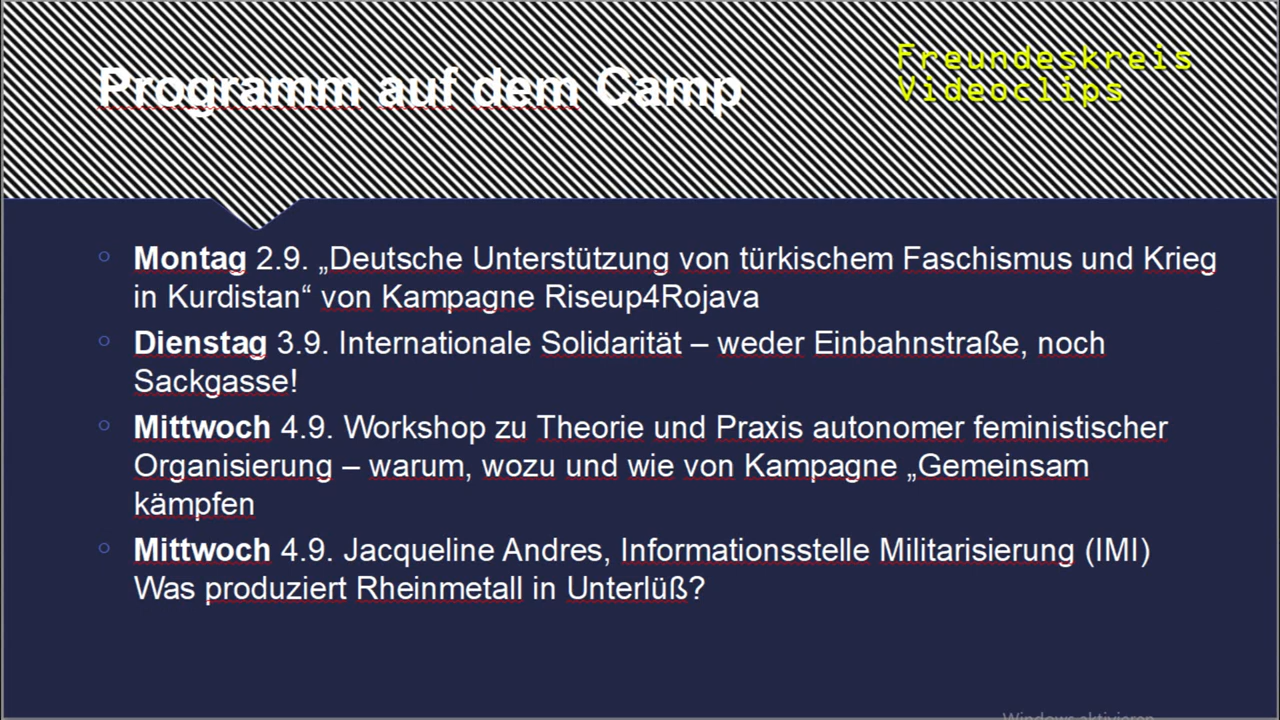 Programm auf dem Camp
Freundeskreis
Videoclips
Montag 2.9. „Deutsche Unterstützung von türkischem Faschismus und Krieg
in Kurdistan“ von Kampagne Riseup4Rojava
Dienstag 3.9. Internationale Solidarität – weder Einbahnstraße, noch
Sackgasse!
Mittwoch 4.9. Workshop zu Theorie und Praxis autonomer feministischer
Organisierung – warum, wozu und wie von Kampagne „Gemeinsam
kämpfen
Mittwoch 4.9. Jacqueline Andres, Informationsstelle Militarisierung (IMI)
Was produziert Rheinmetall in Unterlüß?
Windows aktivieren